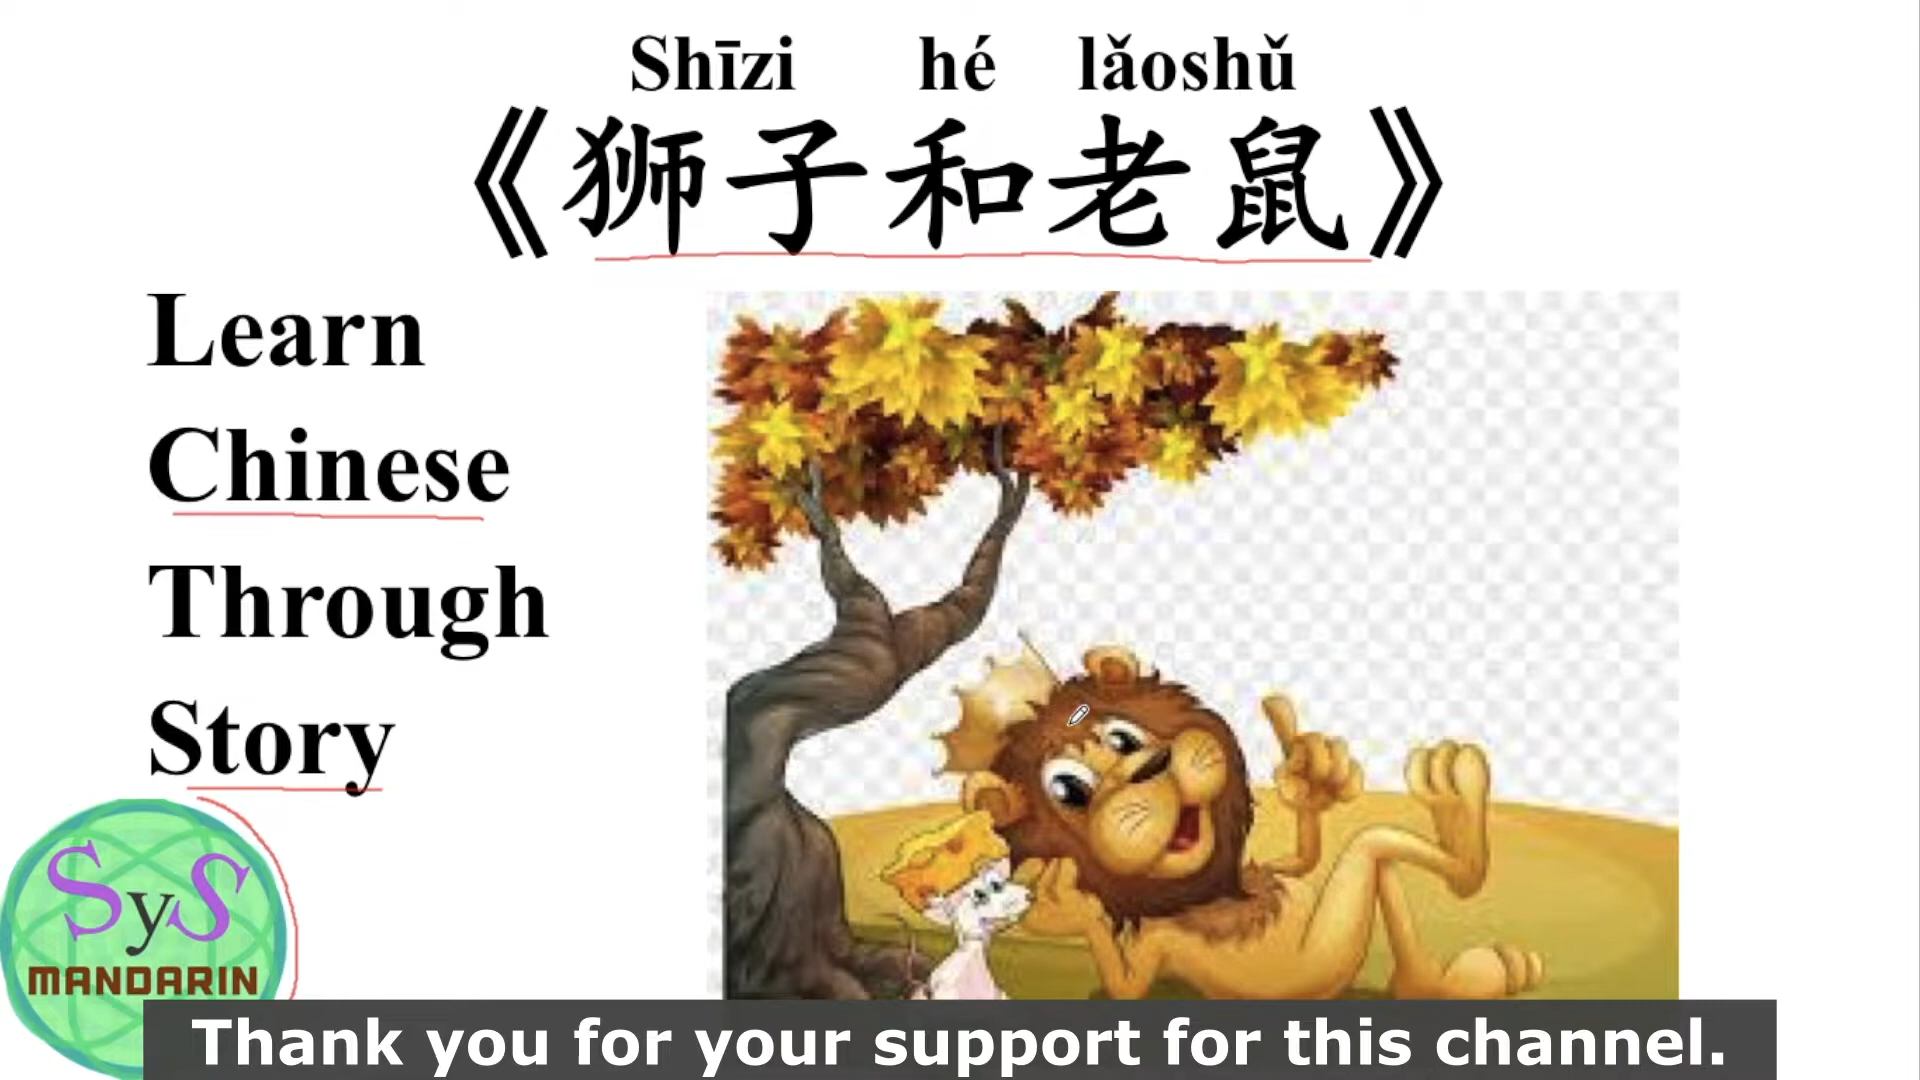 Shīzi hé lǎoshǔ
《狮子和老鼠》
Learn
Chinese
Through
Story
SyS
MANDARIN
Thank you for your support for this channel.